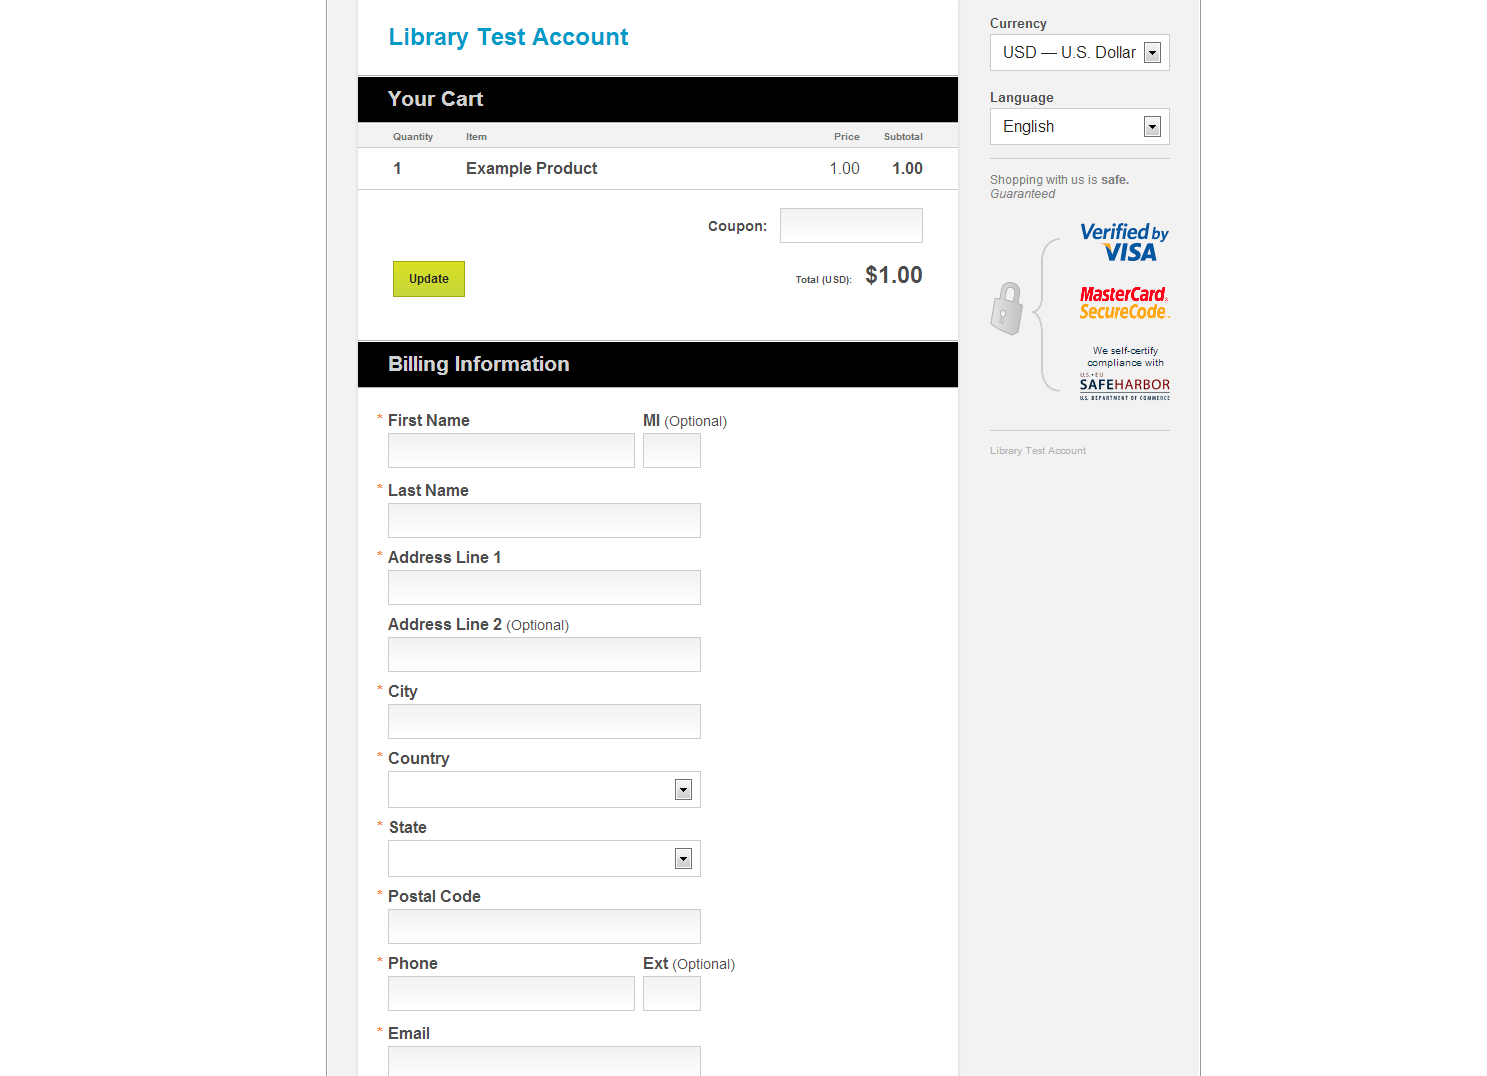 Library Test Account
Your Cart
Quantity Item Price Subtotal
1 Example Product 1.00 1.00
Coupon:
Update
Total (USD): $1.00
Billing Information
* First Name MI (Optional)
* Last Name
* Address Line 1
Address Line 2 (Optional)
* City
* Country
* State
* Postal Code
* Phone Ext (Optional)
* Email
Currency
USD — U.S. Dollar
Language
English
Shopping with us is safe.
Guaranteed
Verified by
VISA
MasterCard.
SecureCode.
We self-certify
compliance with
U.S.+EU
SAFEHARBOR
U.S. DEPARTMENT OF COMMERCE
Library Test Account